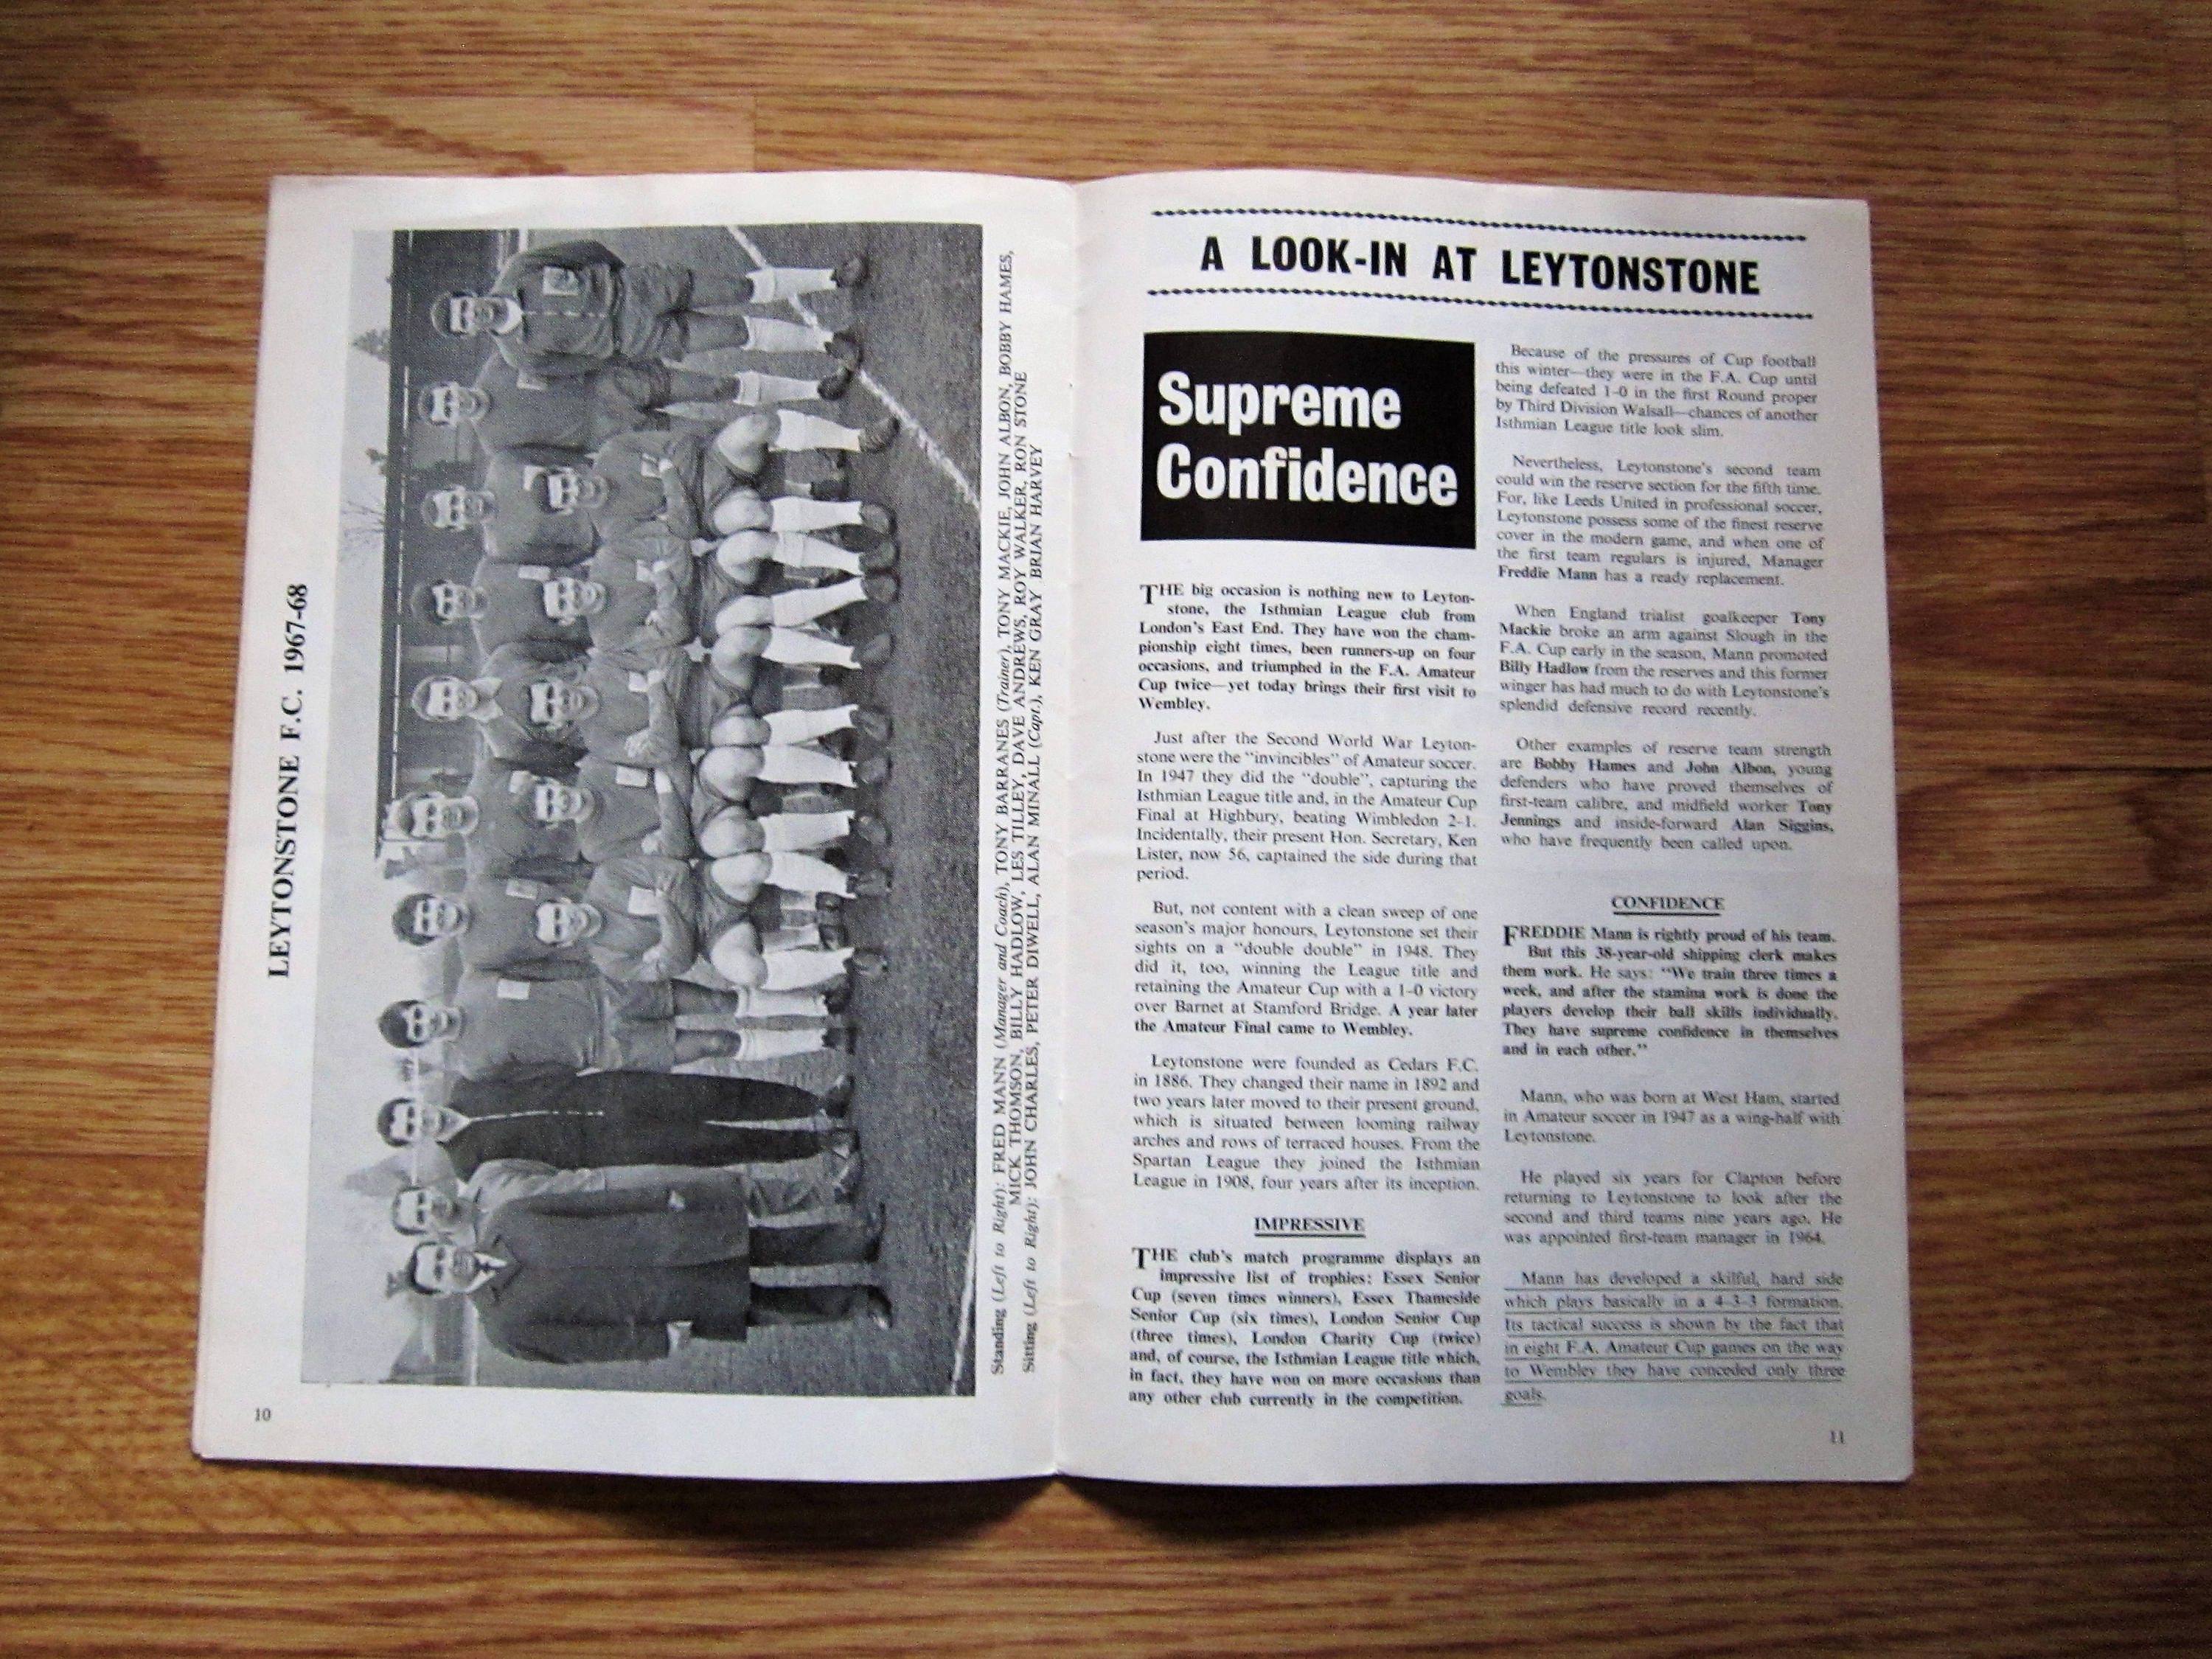 LEYTONSTONE F.C. 1967-68
Standing (Left to Right): FRED MANN (Manager and Coach), TONY BARRANES (Trainer), TONY MACKIE, JOHN ALBON, BOBBY HAMES,
MICK THOMSON, BILLY HADLOW, LES TILLEY, DAVE ANDREWS, ROY WALKER, RON STONE
Sitting (Left to Right): JOHN CHARLES, PETER DIWELL, ALAN MINALL (Capt.), KEN GRAY, BRIAN HARVEY
10
A LOOK-IN AT LEYTONSTONE
Supreme
Confidence
THE big occasion is nothing new to Leyton-
stone, the Isthmian League club from
London's East End. They have won the cham-
pionship eight times, been runners-up on four
occasions, and triumphed in the F.A. Amateur
Cup twice—yet today brings their first visit to
Wembley.
Just after the Second World War Leyton-
stone were the "invincibles" of Amateur soccer.
In 1947 they did the "double", capturing the
Isthmian League title and, in the Amateur Cup
Final at Highbury, beating Wimbledon 2-1.
Incidentally, their present Hon. Secretary, Ken
Lister, now 56, captained the side during that
period.
But, not content with a clean sweep of one
season's major honours, Leytonstone set their
sights on a "double double" in 1948. They
did it, too, winning the League title and
retaining the Amateur Cup with a 1-0 victory
over Barnet at Stamford Bridge. A year later
the Amateur Final came to Wembley.
Leytonstone were founded as Cedars F.C.
in 1886. They changed their name in 1892 and
two years later moved to their present ground,
which is situated between looming railway
arches and rows of terraced houses. From the
Spartan League they joined the Isthmian
League in 1908, four years after its inception.
IMPRESSIVE
THE club's match programme displays an
impressive list of trophies: Essex Senior
Cup (seven times winners), Essex Thameside
Senior Cup (six times), London Senior Cup
(three times), London Charity Cup (twice)
and, of course, the Isthmian League title which,
in fact, they have won on more occasions than
any other club currently in the competition.
Because of the pressures of Cup football
this winter—they were in the F.A. Cup until
being defeated 1-0 in the first Round proper
by Third Division Walsall—chances of another
Isthmian League title look slim.
Nevertheless, Leytonstone's second team
could win the reserve section for the fifth time.
For, like Leeds United in professional soccer,
Leytonstone possess some of the finest reserve
cover in the modern game, and when one of
the first team regulars is injured, Manager
Freddie Mann has a ready replacement.
When England trialist goalkeeper Tony
Mackie broke an arm against Slough in the
F.A. Cup early in the season, Mann promoted
Billy Hadlow from the reserves and this former
winger has had much to do with Leytonstone's
splendid defensive record recently.
Other examples of reserve team strength
are Bobby Hames and John Albon, young
defenders who have proved themselves of
first-team calibre, and midfield worker Tony
Jennings and inside-forward Alan Siggins,
who have frequently been called upon.
CONFIDENCE
FREDDIE Mann is rightly proud of his team.
But this 38-year-old shipping clerk makes
them work. He says: "We train three times a
week, and after the stamina work is done the
players develop their ball skills individually.
They have supreme confidence in themselves
and in each other."
Mann, who was born at West Ham, started
in Amateur soccer in 1947 as a wing-half with
Leytonstone.
He played six years for Clapton before
returning to Leytonstone to look after the
second and third teams nine years ago. He
was appointed first-team manager in 1964.
Mann has developed a skilful, hard side
which plays basically in a 4-3-3 formation.
Its tactical success is shown by the fact that
in eight F.A. Amateur Cup games on the way
to Wembley they have conceded only three
goals.
11